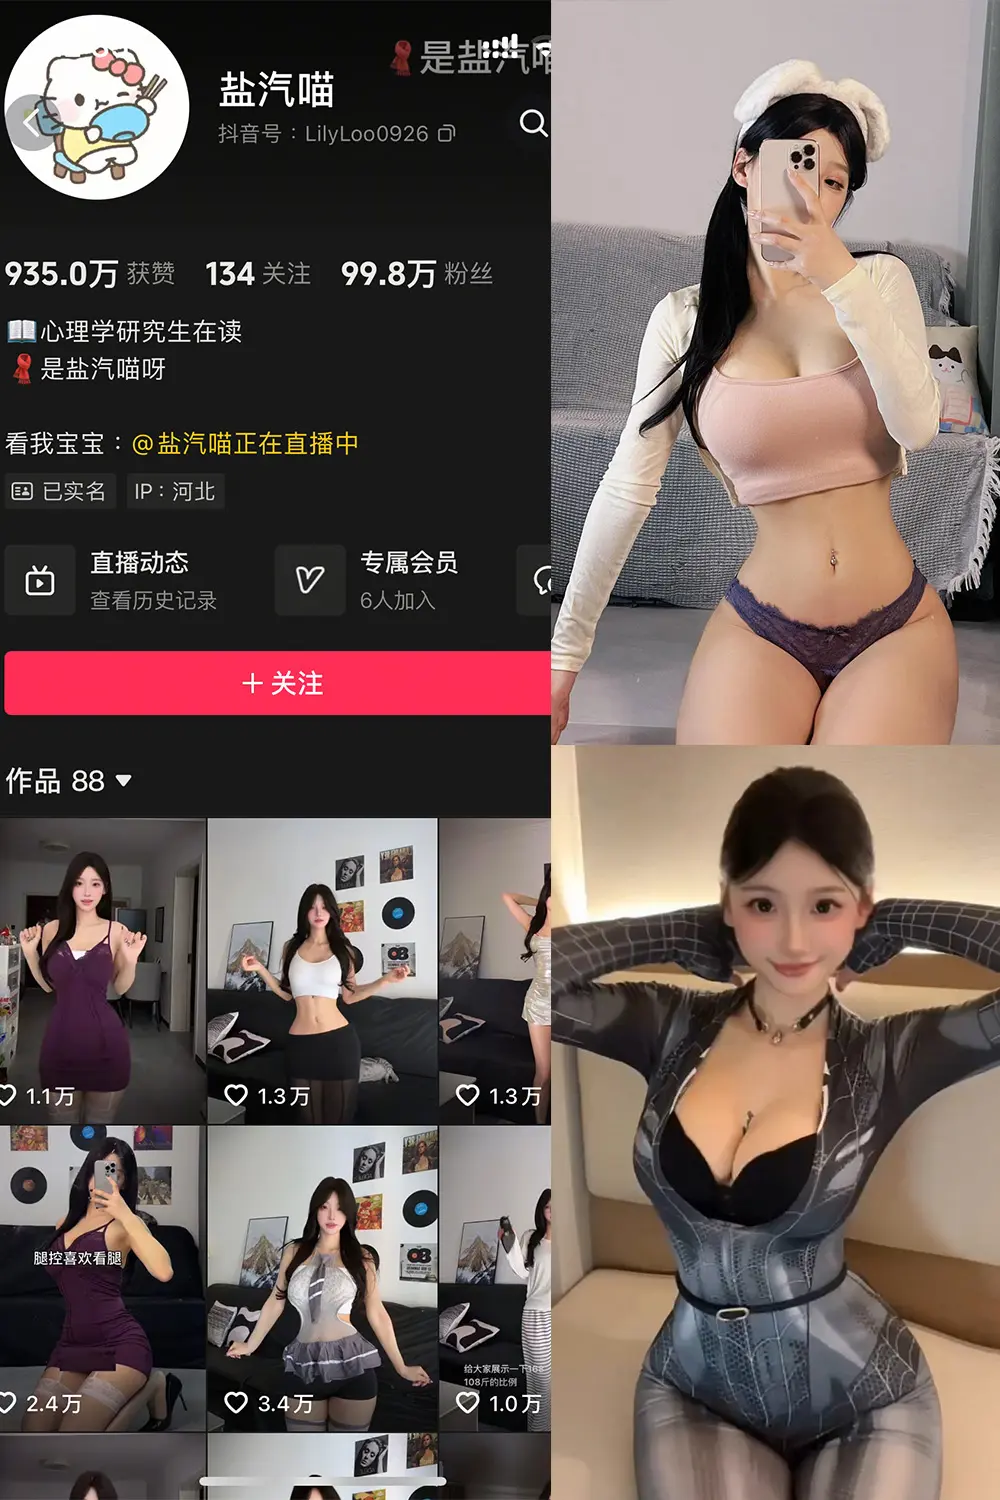 是盐汽喵
盐汽喵
抖音号：LilyLoo0926
935.0万 获赞 134 关注 99.8万 粉丝
心理学研究生在读
是盐汽喵呀
看我宝宝：@盐汽喵正在直播中
已实名 IP：河北
直播动态 专属会员
查看历史记录 6人加入
＋关注
作品 88
1.1万 1.3万 1.3万
腿控喜欢看腿
给大家展示一下168
108斤的比例
2.4万 3.4万 1.0万